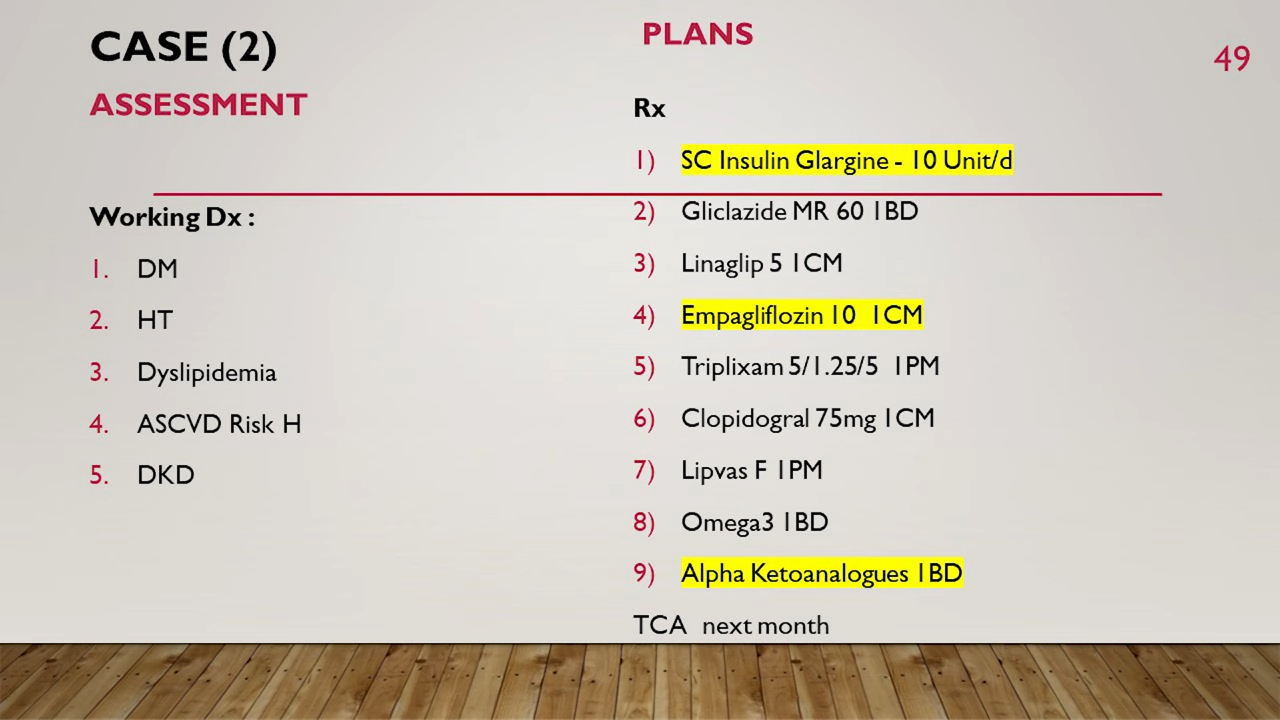 CASE (2)
ASSESSMENT
Working Dx :
1. DM
2. HT
3. Dyslipidemia
4. ASCVD Risk H
5. DKD
PLANS
Rx
1) SC Insulin Glargine - 10 Unit/d
2) Gliclazide MR 60 1BD
3) Linaglip 5 1CM
4) Empagliflozin 10 1CM
5) Triplixam 5/1.25/5 1PM
6) Clopidogral 75mg 1CM
7) Lipvas F 1PM
8) Omega3 1BD
9) Alpha Ketoanalogues 1BD
TCA next month
49